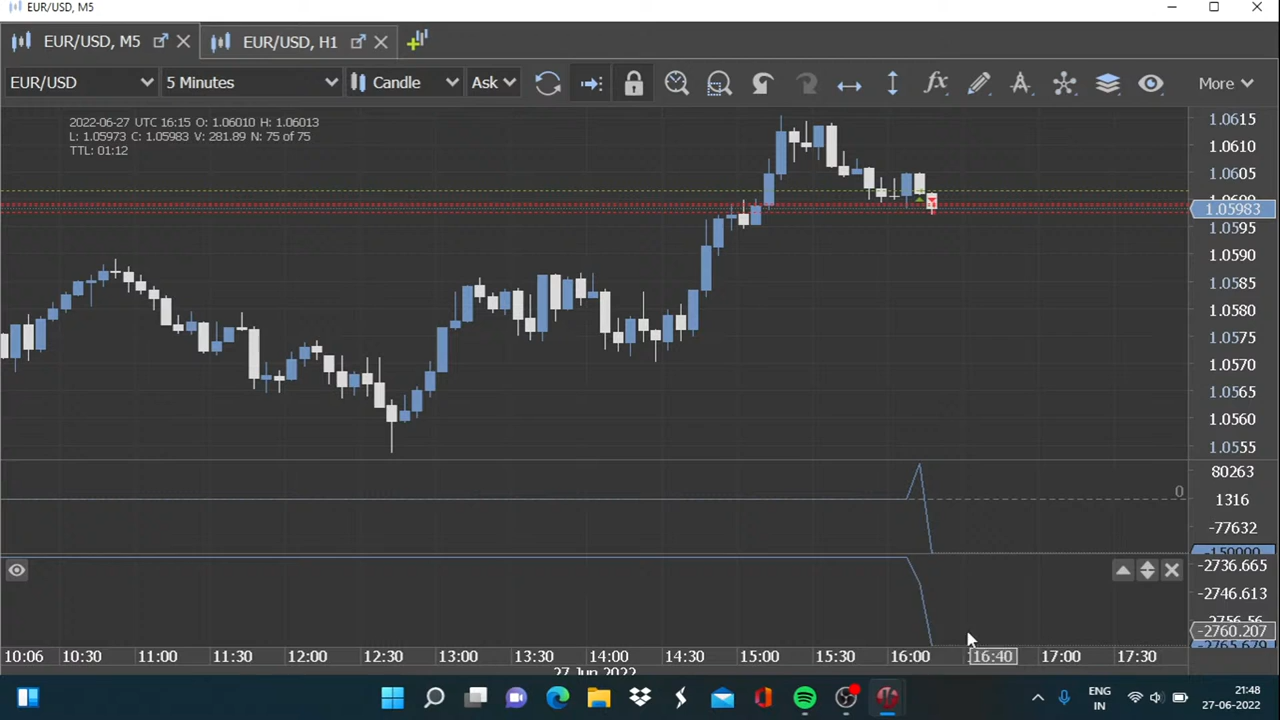 EUR/USD, M5
EUR/USD, M5
EUR/USD, H1
EUR/USD
5 Minutes
Candle
Ask
fx
More
2022-06-27 UTC 16:15 O: 1.06010 H: 1.06013
L: 1.05973 C: 1.05983 V: 281.89 N: 75 of 75
TTL: 01:12
1.0615
1.0610
1.0605
1.05983
1.0595
1.0590
1.0585
1.0580
1.0575
1.0570
1.0565
1.0560
1.0555
80263
0
1316
-77632
-150000
-2736.665
-2746.613
-2756.56
-2760.207
-2765.679
10:06 10:30 11:00 11:30 12:00 12:30 13:00 13:30 14:00 14:30 15:00 15:30 16:00 16:40 17:00 17:30
27 Jun 2022
ENG
IN
21:48
27-06-2022